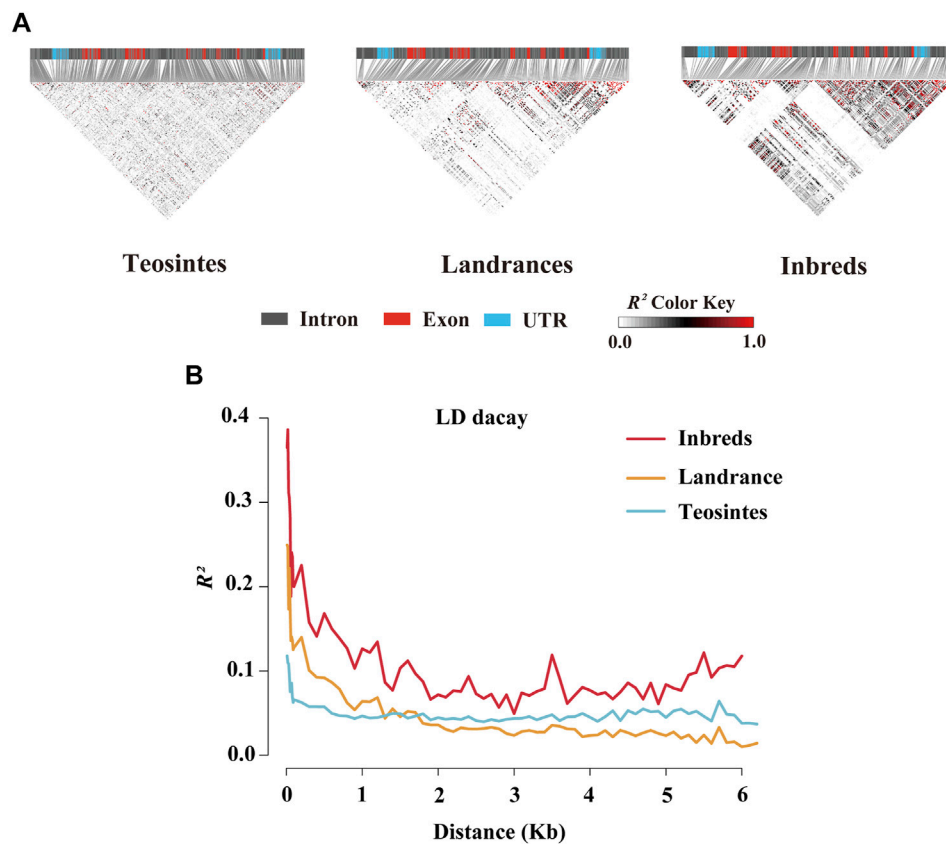 A
Teosintes Landrances Inbreds
Intron Exon UTR
R² Color Key
0.0 1.0
B
LD dacay
Inbreds
Landrance
Teosintes
R²
0.4
0.3
0.2
0.1
0.0
0 1 2 3 4 5 6
Distance (Kb)